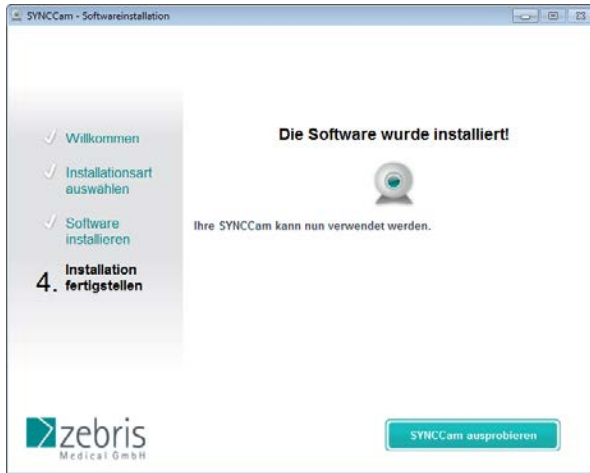 SYNCCam - Softwareinstallation
Willkommen
Installationsart
auswählen
Software
installieren
4. Installation
fertigstellen
Die Software wurde installiert!
Ihre SYNCCam kann nun verwendet werden.
zebris
Medical GmbH
SYNCCam ausprobieren